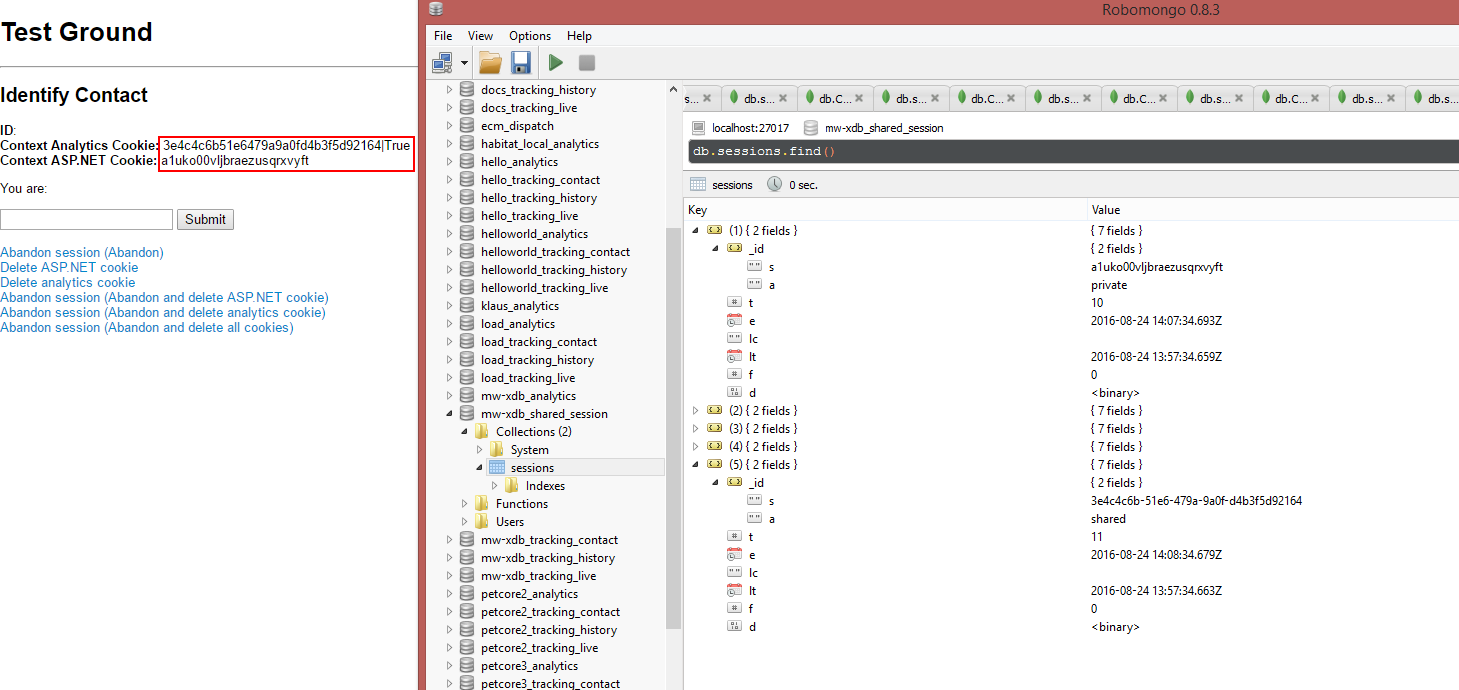 Test Ground
Identify Contact
ID:
Context Analytics Cookie: 3e4c4c6b51e6479a9a0fd4b3f5d92164|True
Context ASP.NET Cookie: a1uko00vljbraezusqrxvyft
You are:
Submit
Abandon session (Abandon)
Delete ASP.NET cookie
Delete analytics cookie
Abandon session (Abandon and delete ASP.NET cookie)
Abandon session (Abandon and delete analytics cookie)
Abandon session (Abandon and delete all cookies)
Robomongo 0.8.3
File View Options Help
docs_tracking_history
docs_tracking_live
ecm_dispatch
habitat_local_analytics
hello_analytics
hello_tracking_contact
hello_tracking_history
hello_tracking_live
helloworld_analytics
helloworld_tracking_contact
helloworld_tracking_history
helloworld_tracking_live
klaus_analytics
load_analytics
load_tracking_contact
load_tracking_history
load_tracking_live
mw-xdb_analytics
mw-xdb_shared_session
Collections (2)
System
sessions
Indexes
Functions
Users
mw-xdb_tracking_contact
mw-xdb_tracking_history
mw-xdb_tracking_live
petcore2_analytics
petcore2_tracking_contact
petcore2_tracking_history
petcore2_tracking_live
petcore3_analytics
petcore3_tracking_contact
s... db.s... db.C... db.s... db.C... db.s... db.C... db.s... db.C... db.s... db.s...
localhost:27017 mw-xdb_shared_session
db.sessions.find()
sessions 0 sec.
Key Value
(1) { 2 fields } { 7 fields }
_id { 2 fields }
s a1uko00vljbraezusqrxvyft
a private
t 10
e 2016-08-24 14:07:34.693Z
lc
lt 2016-08-24 13:57:34.659Z
f 0
d <binary>
(2) { 2 fields } { 7 fields }
(3) { 2 fields } { 7 fields }
(4) { 2 fields } { 7 fields }
(5) { 2 fields } { 7 fields }
_id { 2 fields }
s 3e4c4c6b-51e6-479a-9a0f-d4b3f5d92164
a shared
t 11
e 2016-08-24 14:08:34.679Z
lc
lt 2016-08-24 13:57:34.663Z
f 0
d <binary>